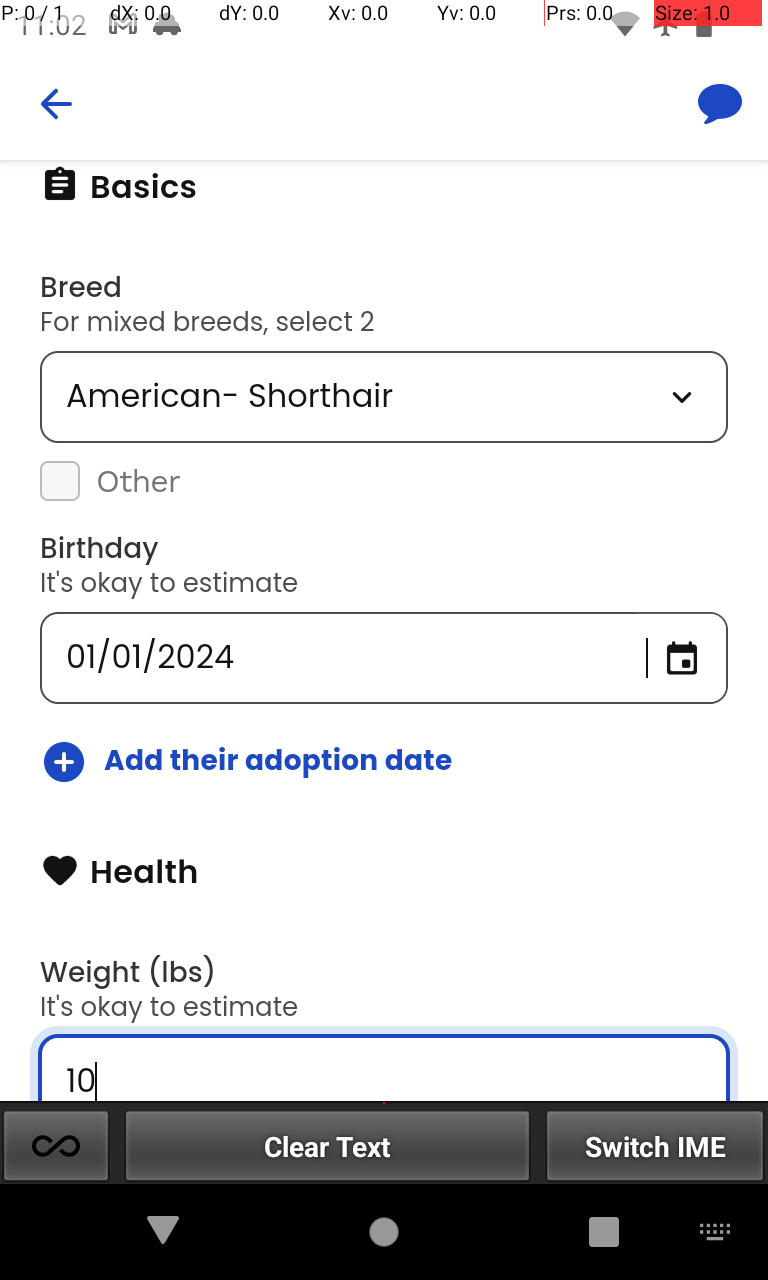 P: 0 / 1 dX: 0.0 dY: 0.0 Xv: 0.0 Yv: 0.0 Prs: 0.0 Size: 1.0
11:02
Basics
Breed
For mixed breeds, select 2
American- Shorthair
Other
Birthday
It's okay to estimate
01/01/2024
Add their adoption date
Health
Weight (lbs)
It's okay to estimate
10
Clear Text Switch IME